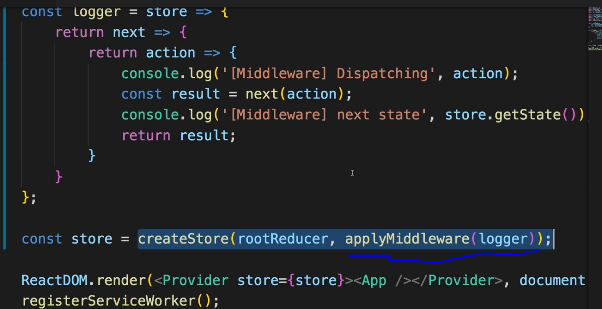 const logger = store => {
return next => {
return action => {
console.log('[Middleware] Dispatching', action);
const result = next(action);
console.log('[Middleware] next state', store.getState())
return result;
}
}
};
const store = createStore(rootReducer, applyMiddleware(logger));
ReactDOM.render(<Provider store={store}><App /></Provider>, document
registerServiceWorker();